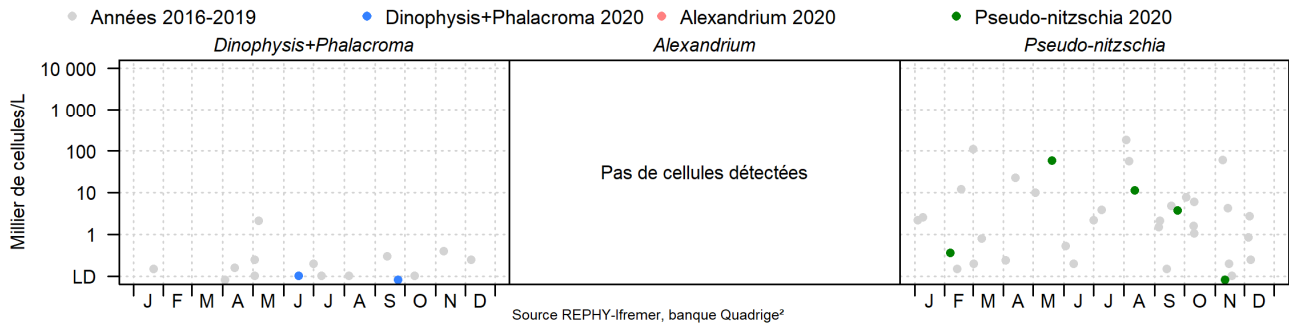 Années 2016-2019 Dinophysis+Phalacroma 2020 Alexandrium 2020 Pseudo-nitzschia 2020
Dinophysis+Phalacroma Alexandrium Pseudo-nitzschia
Millier de cellules/L
10 000
1 000
100
10
1
LD
Pas de cellules détectées
J F M A M J J A S O N D
J F M A M J J A S O N D
Source REPHY-Ifremer, banque Quadrige²